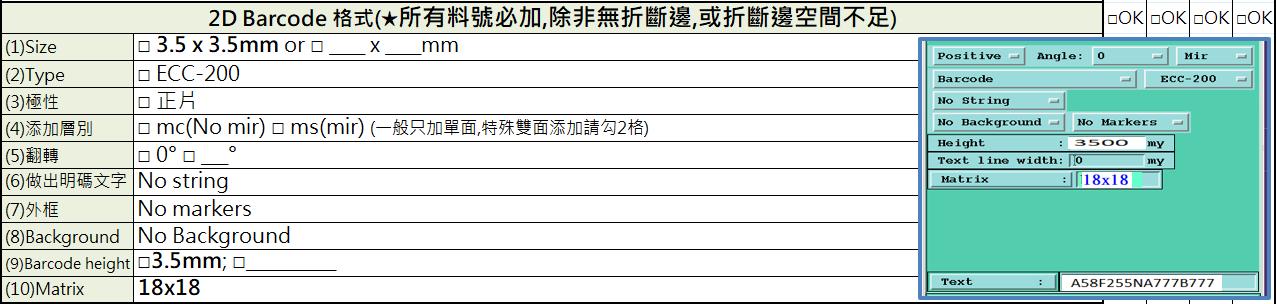 2D Barcode 格式(★所有料號必加,除非無折斷邊,或折斷邊空間不足) □OK □OK □OK □OK
(1)Size □ 3.5 x 3.5mm or □ ____ x ____mm
(2)Type □ ECC-200
(3)極性 □ 正片
(4)添加層別 □ mc(No mir) □ ms(mir) (一般只加單面,特殊雙面添加請勾2格)
(5)翻轉 □ 0° □ ___°
(6)做出明碼文字 No string
(7)外框 No markers
(8)Background No Background
(9)Barcode height □3.5mm; □__________
(10)Matrix 18x18
Positive Angle: 0 Mir
Barcode ECC-200
No String
No Background No Markers
Height : 3500 my
Text line width: 0 my
Matrix : 18x18
Text : A58F255NA777B777